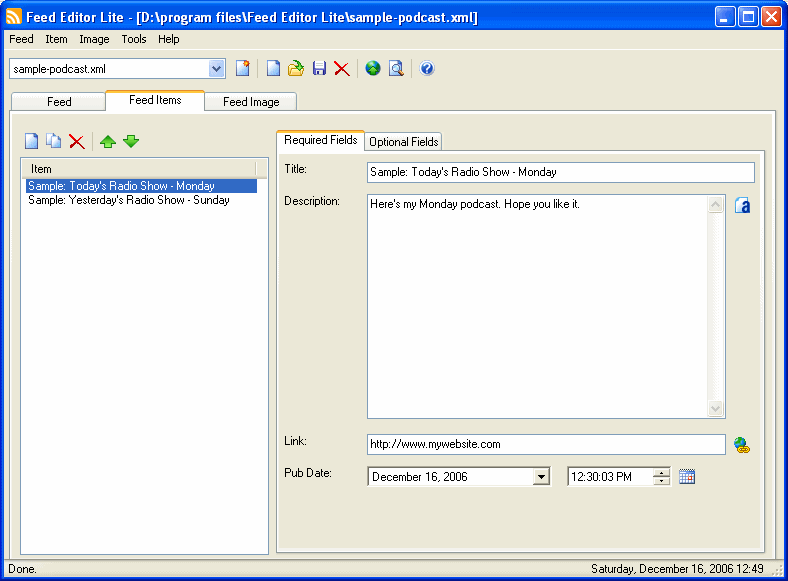 Feed Editor Lite - [D:\program files\Feed Editor Lite\sample-podcast.xml]
Feed Item Image Tools Help
sample-podcast.xml
Feed Feed Items Feed Image
Required Fields Optional Fields
Item
Sample: Today's Radio Show - Monday
Sample: Yesterday's Radio Show - Sunday
Title: Sample: Today's Radio Show - Monday
Description: Here's my Monday podcast. Hope you like it.
Link: http://www.mywebsite.com
Pub Date: December 16, 2006 12:30:03 PM
Done. Saturday, December 16, 2006 12:49